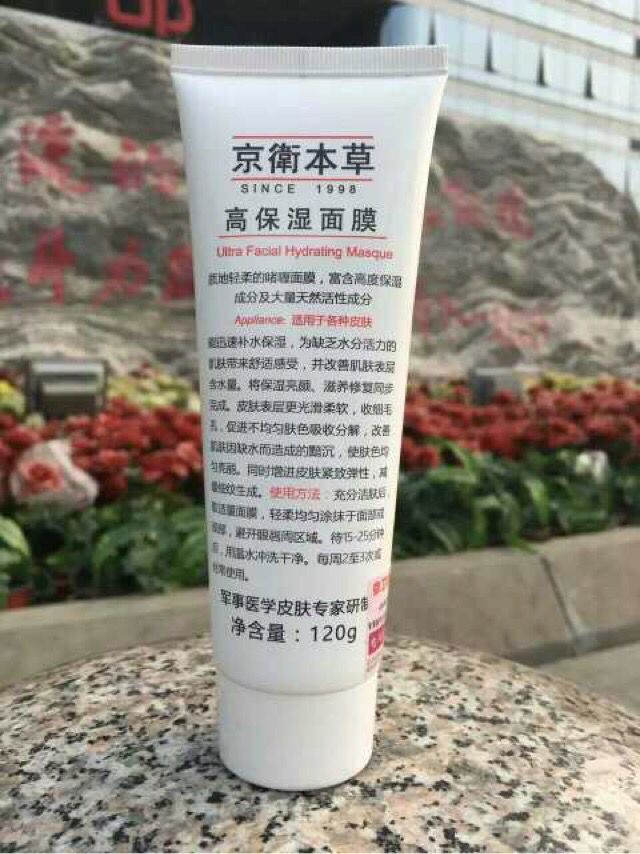 京衛本草
SINCE 1998
高保湿面膜
Ultra Facial Hydrating Masque
质地轻柔的啫喱面膜，富含高度保湿
成分及大量天然活性成分
Appliance: 适用于各种皮肤
迅速补水保湿，为缺乏水分活力的
肌肤带来舒适感受，并改善肌肤表层
含水量。将保湿亮颜、滋养修复同步
完成。皮肤表层更光滑柔软，收细毛
孔，促进不均匀肤色吸收分解，改善
肌肤因缺水而造成的黯沉，使肤色均
匀亮丽。同时增进皮肤紧致弹性，减
细纹生成。使用方法：充分洁肤后，
取适量面膜，轻柔均匀涂抹于面部或
颈部，避开眼唇周区域。待15-25分钟
后，用温水冲洗干净。每周2至3次或
经常使用。
军事医学皮肤专家研制
净含量：120g